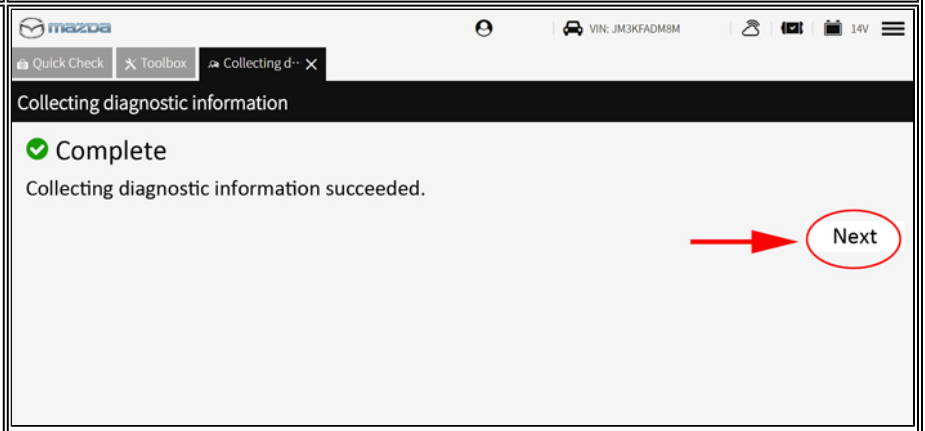 mazda
VIN: JM3KFADM8M
14V
Quick Check
Toolbox
Collecting d··
Collecting diagnostic information
Complete
Collecting diagnostic information succeeded.
Next